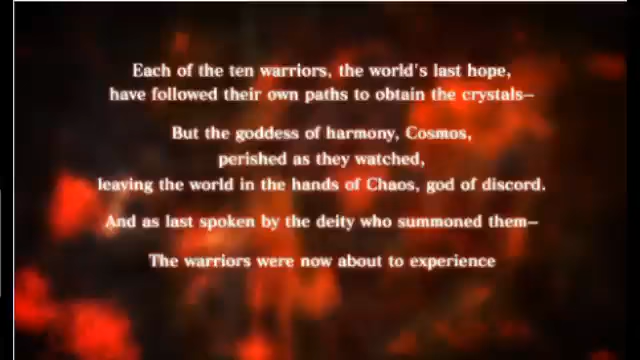 Each of the ten warriors, the world's last hope,
have followed their own paths to obtain the crystals—
But the goddess of harmony, Cosmos,
perished as they watched,
leaving the world in the hands of Chaos, god of discord.
And as last spoken by the deity who summoned them—
The warriors were now about to experience